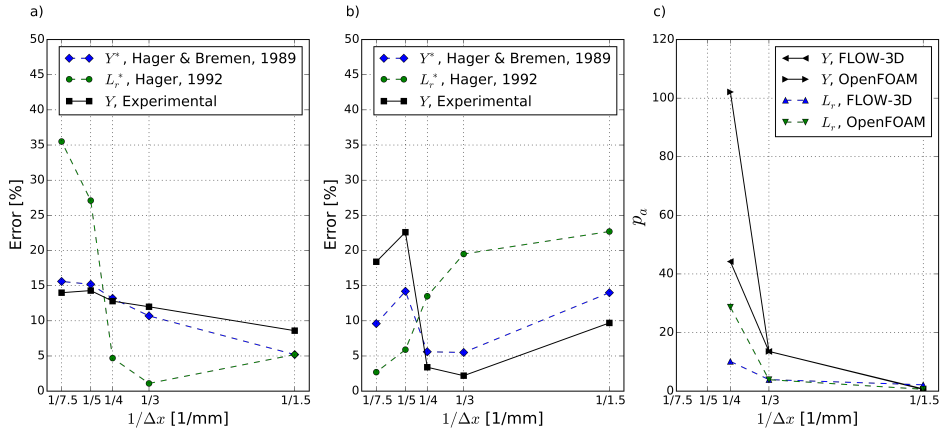 a)
50
45
40
35
30
25
20
15
10
5
0
Error [%]
Y*, Hager & Bremen, 1989
L_r*, Hager, 1992
Y, Experimental
1/7.5 1/5 1/4 1/3 1/1.5
1/Δx [1/mm]
b)
50
45
40
35
30
25
20
15
10
5
0
Error [%]
Y*, Hager & Bremen, 1989
L_r*, Hager, 1992
Y, Experimental
1/7.5 1/5 1/4 1/3 1/1.5
1/Δx [1/mm]
c)
120
100
80
60
40
20
0
p_a
Y, FLOW-3D
Y, OpenFOAM
L_r, FLOW-3D
L_r, OpenFOAM
1/7.5 1/5 1/4 1/3 1/1.5
1/Δx [1/mm]